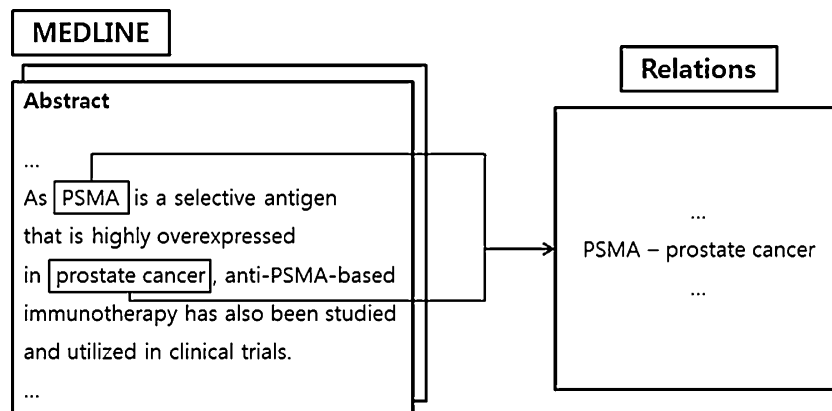 MEDLINE
Abstract
...
As PSMA is a selective antigen
that is highly overexpressed
in prostate cancer, anti-PSMA-based
immunotherapy has also been studied
and utilized in clinical trials.
...
Relations
...
PSMA – prostate cancer
...